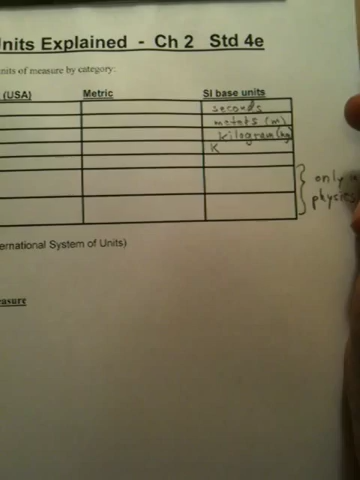 Units Explained - Ch 2 Std 4e
units of measure by category:
(USA) Metric SI base units
seconds
meters (m)
kilogram (kg)
K
only in
physics
ernational System of Units)
easure